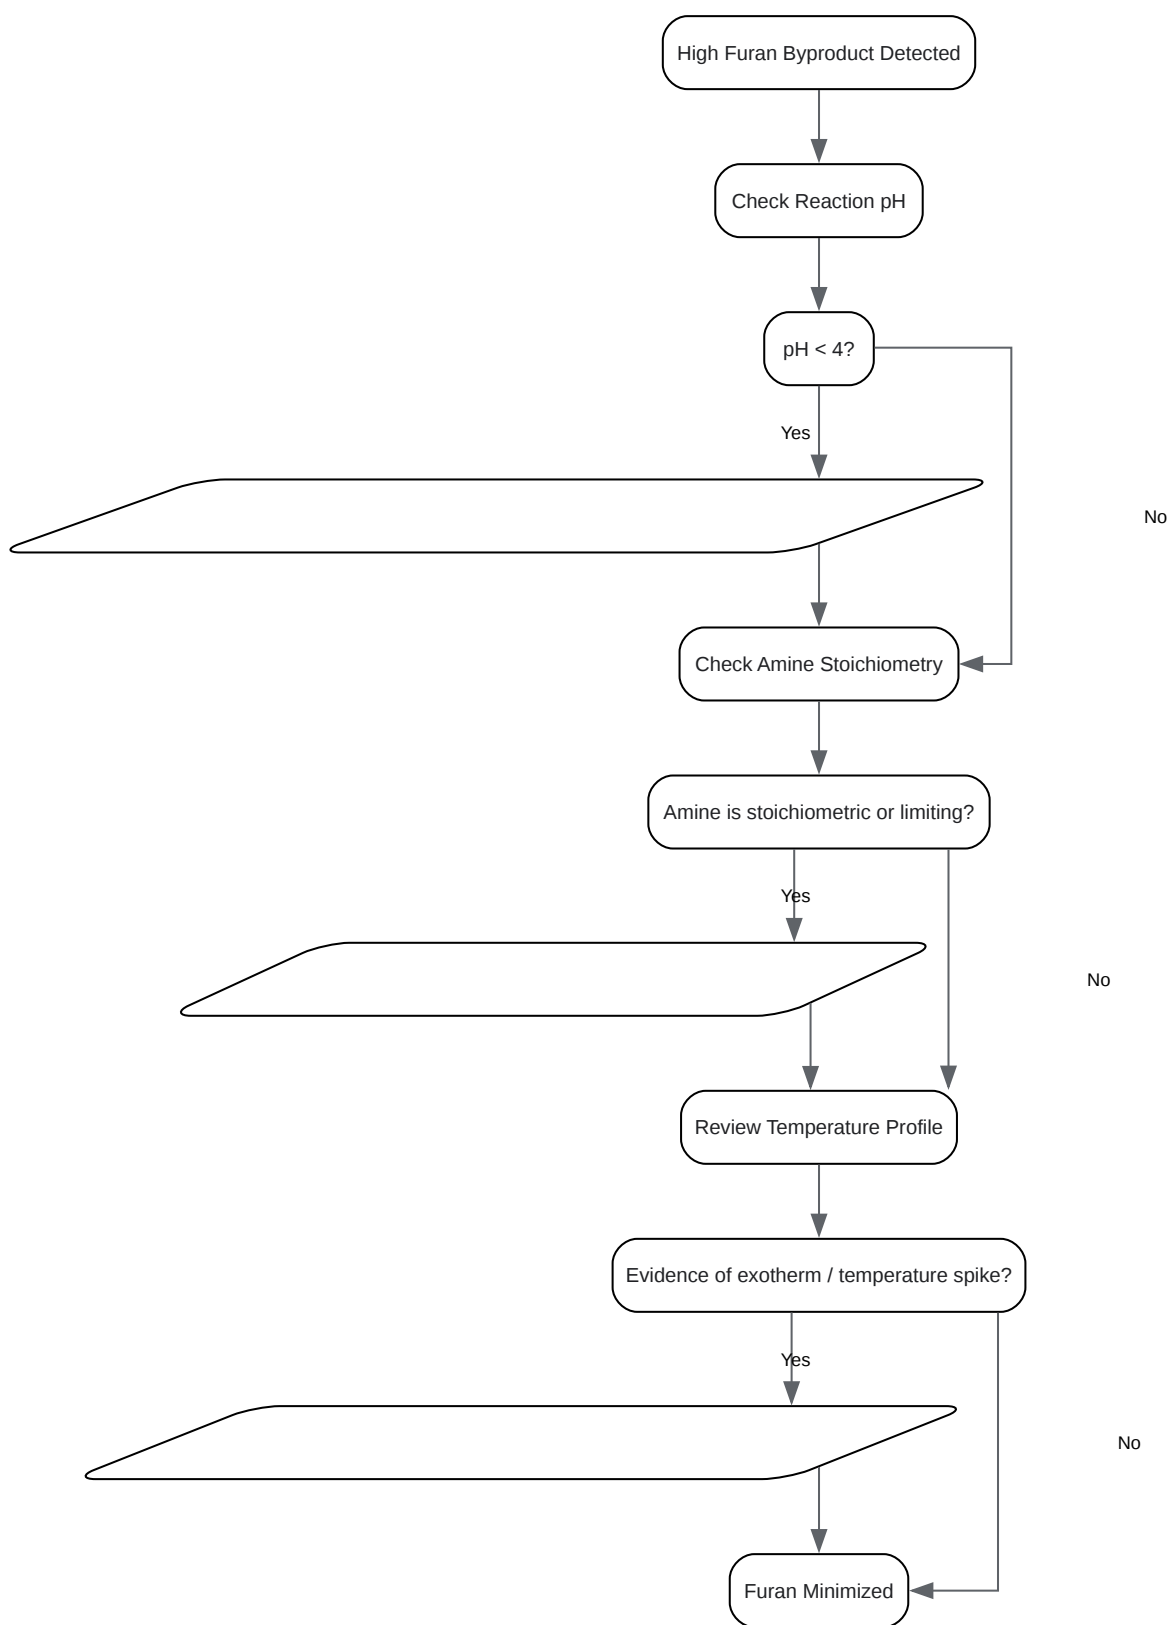 High Furan Byproduct Detected
Check Reaction pH
pH < 4?
Yes
No
Check Amine Stoichiometry
Amine is stoichiometric or limiting?
Yes
No
Review Temperature Profile
Evidence of exotherm / temperature spike?
Yes
No
Furan Minimized